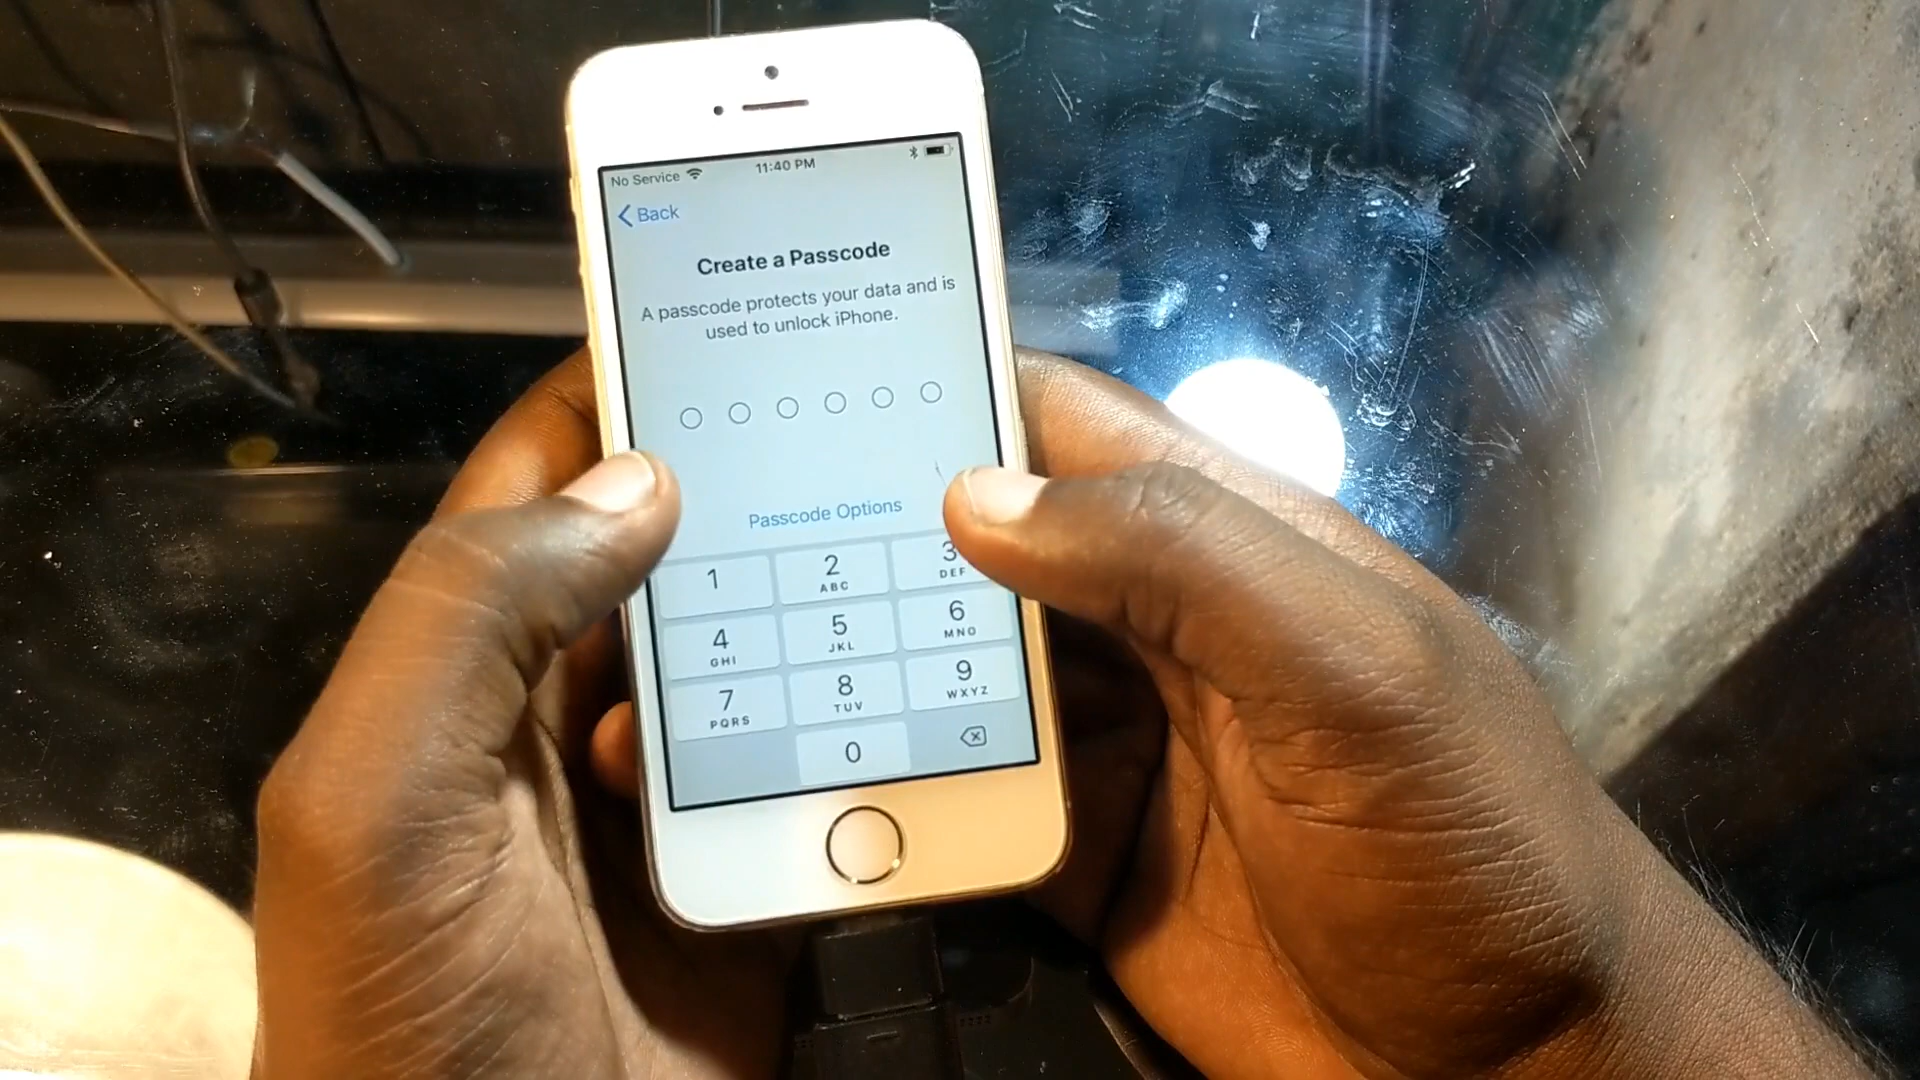 No Service 11:40 PM
Back
Create a Passcode
A passcode protects your data and is
used to unlock iPhone.
Passcode Options
1 2 3
ABC DEF
4 5 6
GHI JKL MNO
7 8 9
PQRS TUV WXYZ
0